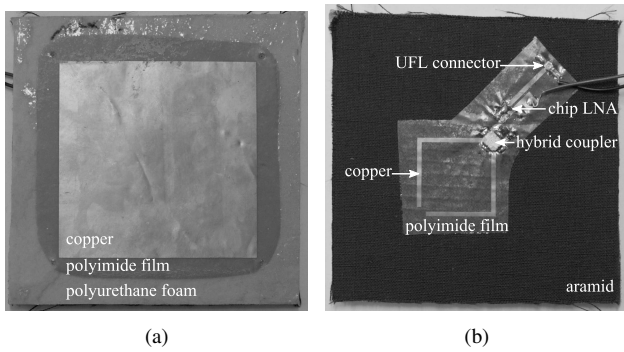 copper
polyimide film
polyurethane foam
UFL connector
chip LNA
hybrid coupler
copper
polyimide film
aramid
(a)
(b)